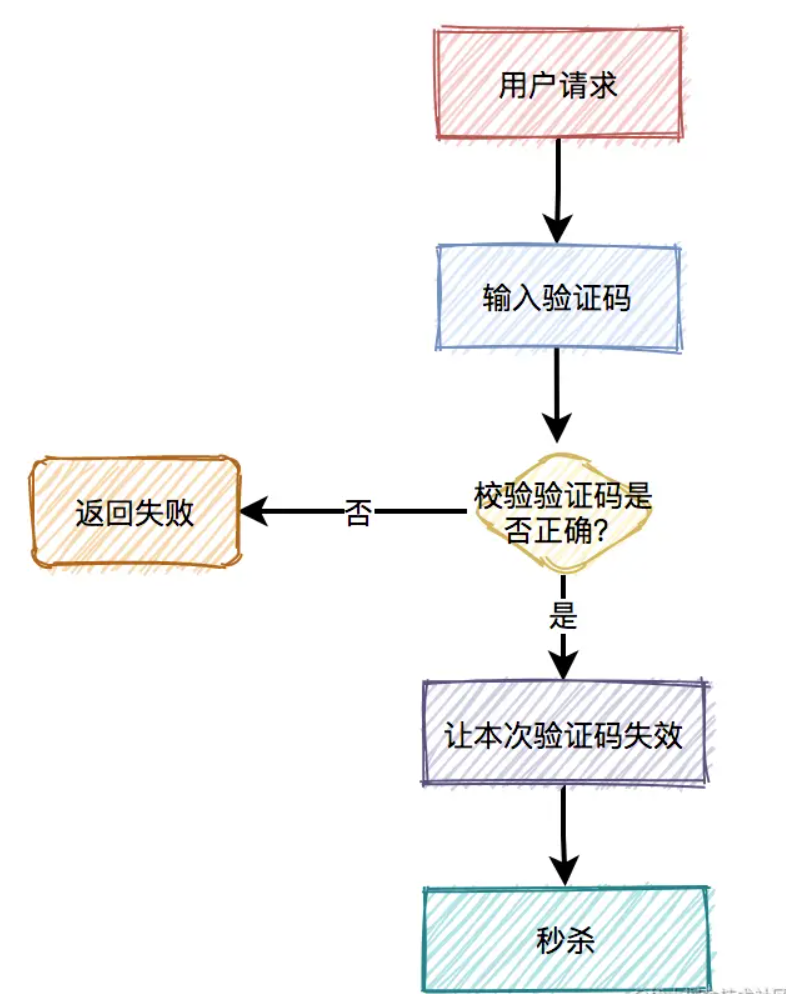 用户请求
输入验证码
校验验证码是
否正确?
否
返回失败
是
让本次验证码失效
秒杀